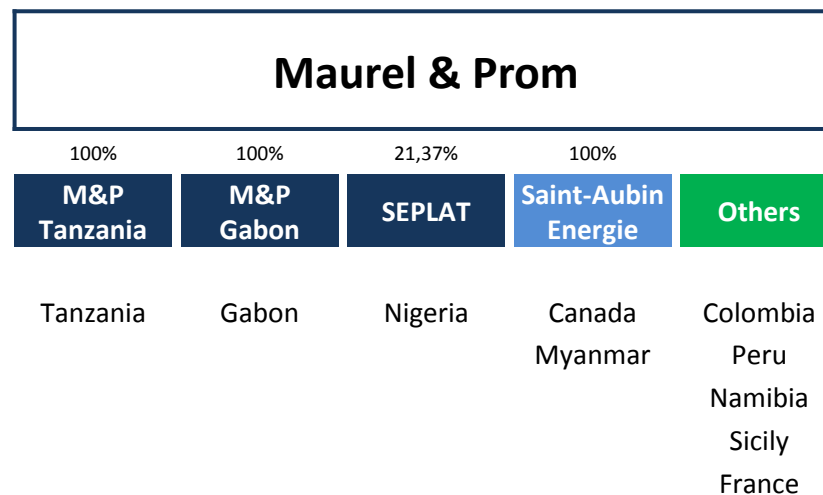 Maurel & Prom
100% 100% 21,37% 100%
M&P Tanzania
M&P Gabon
SEPLAT
Saint-Aubin Energie
Others
Tanzania Gabon Nigeria Canada Colombia
Myanmar Peru
Namibia
Sicily
France